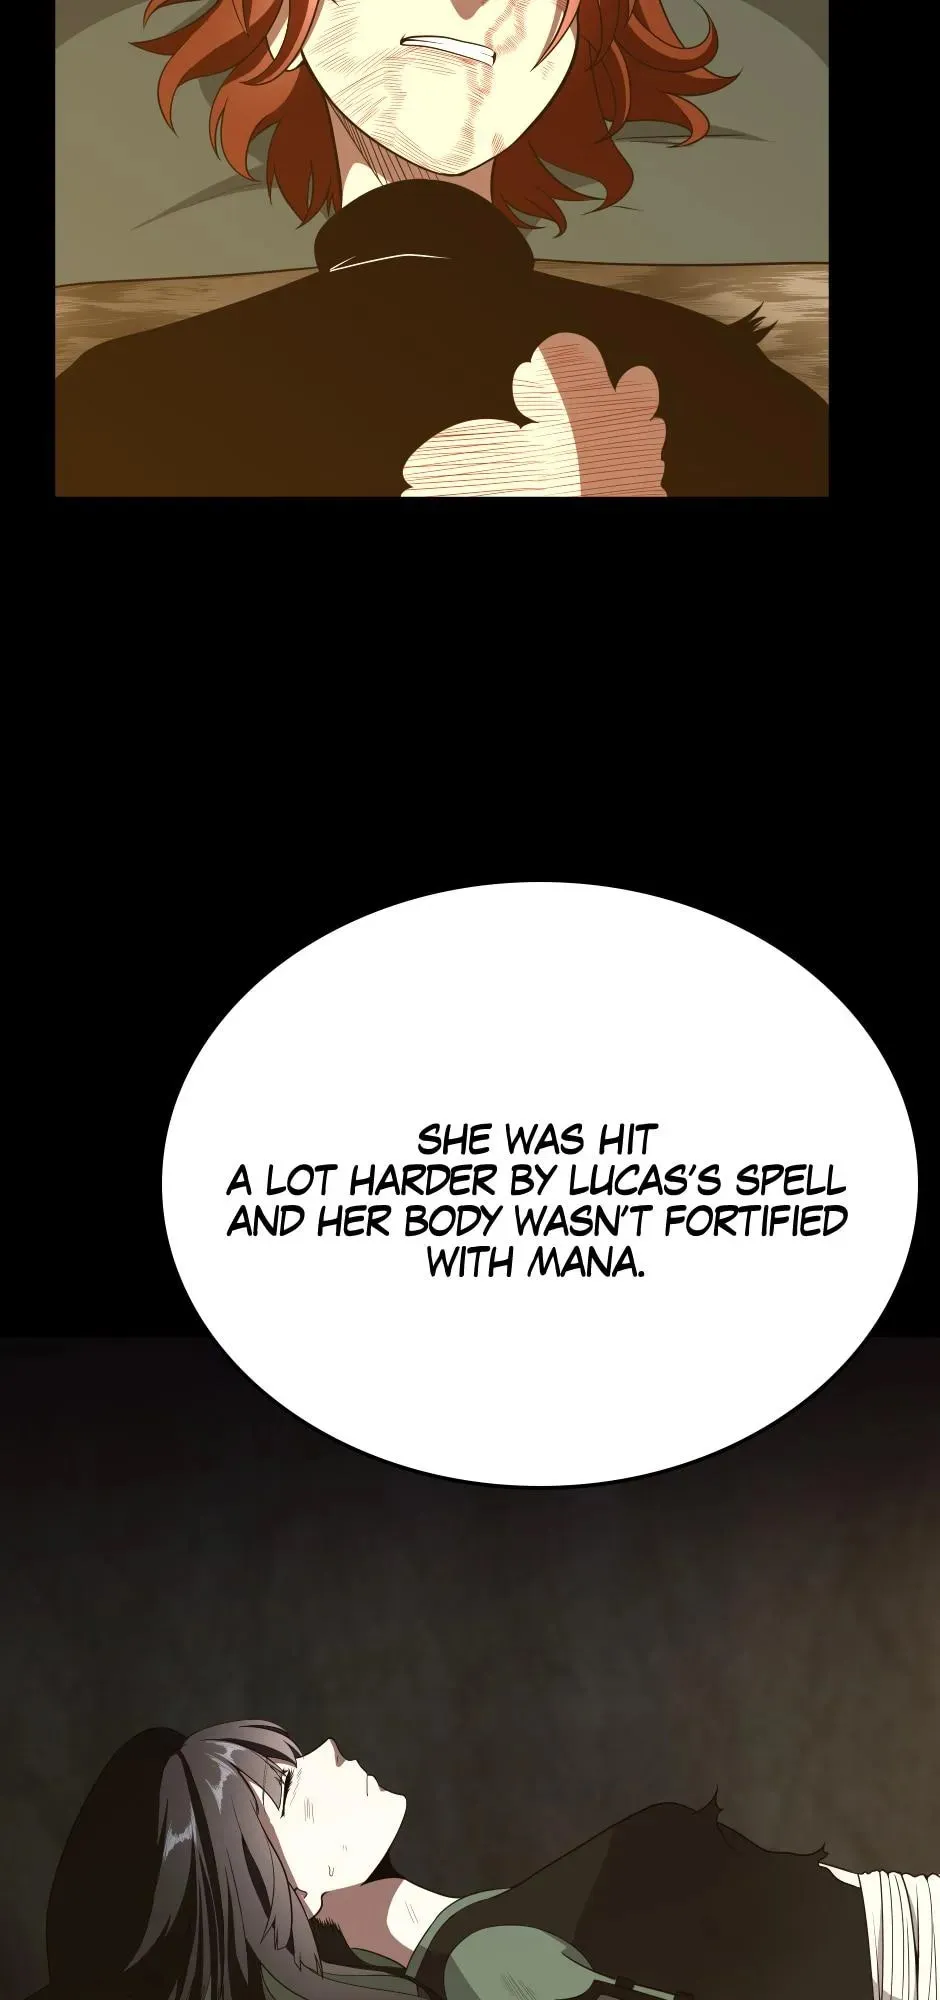 SHE WAS HIT
A LOT HARDER BY LUCAS'S SPELL
AND HER BODY WASN'T FORTIFIED
WITH MANA.